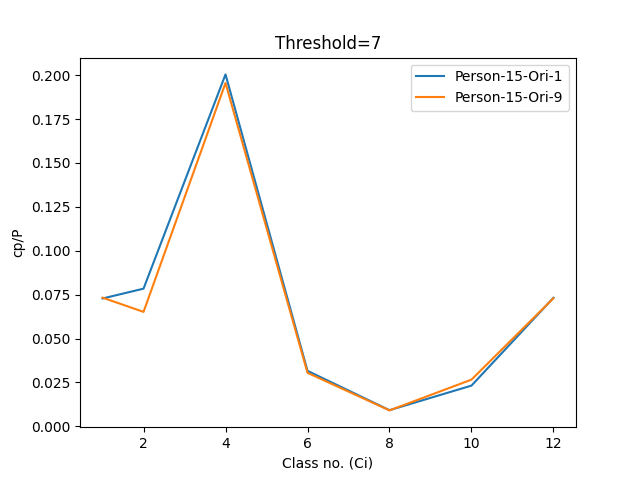 Threshold=7
Person-15-Ori-1
Person-15-Ori-9
0.200
0.175
0.150
0.125
0.100
0.075
0.050
0.025
0.000
cp/P
2 4 6 8 10 12
Class no. (Ci)